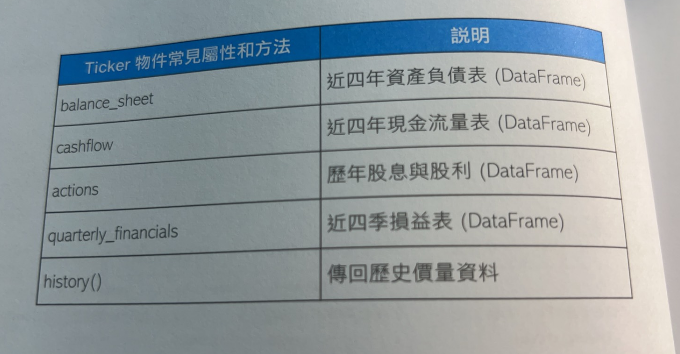 Ticker 物件常見屬性和方法 説明
balance_sheet 近四年資產負債表 (DataFrame)
cashflow 近四年現金流量表 (DataFrame)
actions 歷年股息與股利 (DataFrame)
quarterly_financials 近四季損益表 (DataFrame)
history() 傳回歷史價量資料